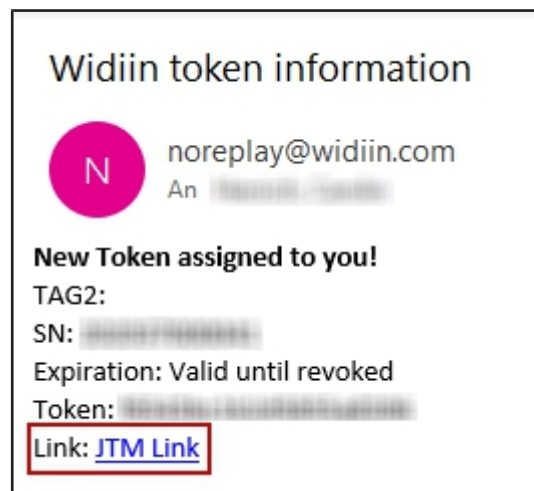 Widiin token information
N
noreplay@widiin.com
An
New Token assigned to you!
TAG2:
SN:
Expiration: Valid until revoked
Token:
Link: JTM Link